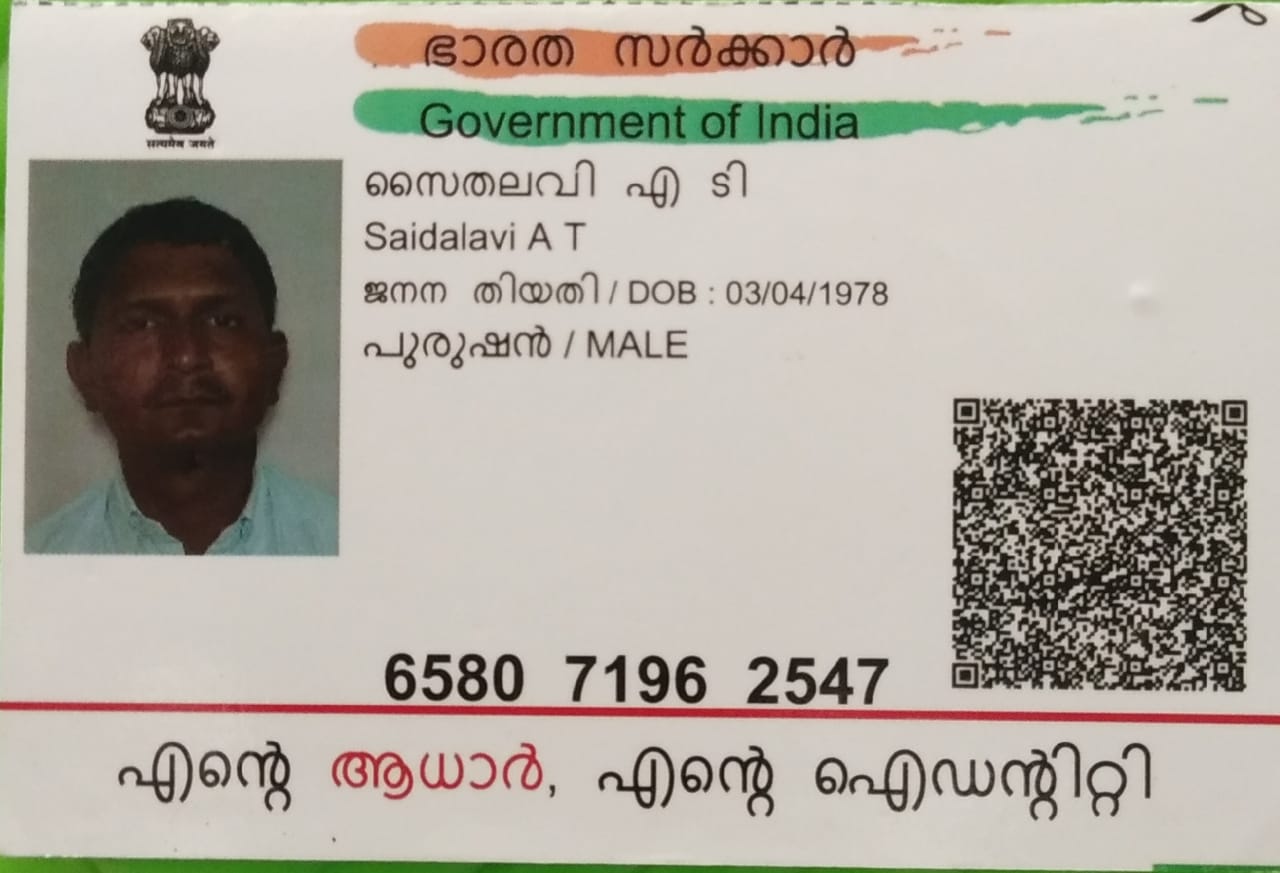 ഭാരത സർക്കാർ
Government of India
सत्यमेव जयते
സൈതലവി എ ടി
Saidalavi A T
ജനന തിയതി / DOB : 03/04/1978
പുരുഷൻ / MALE
6580 7196 2547
എന്റെ ആധാർ, എന്റെ ഐഡന്റിറ്റി